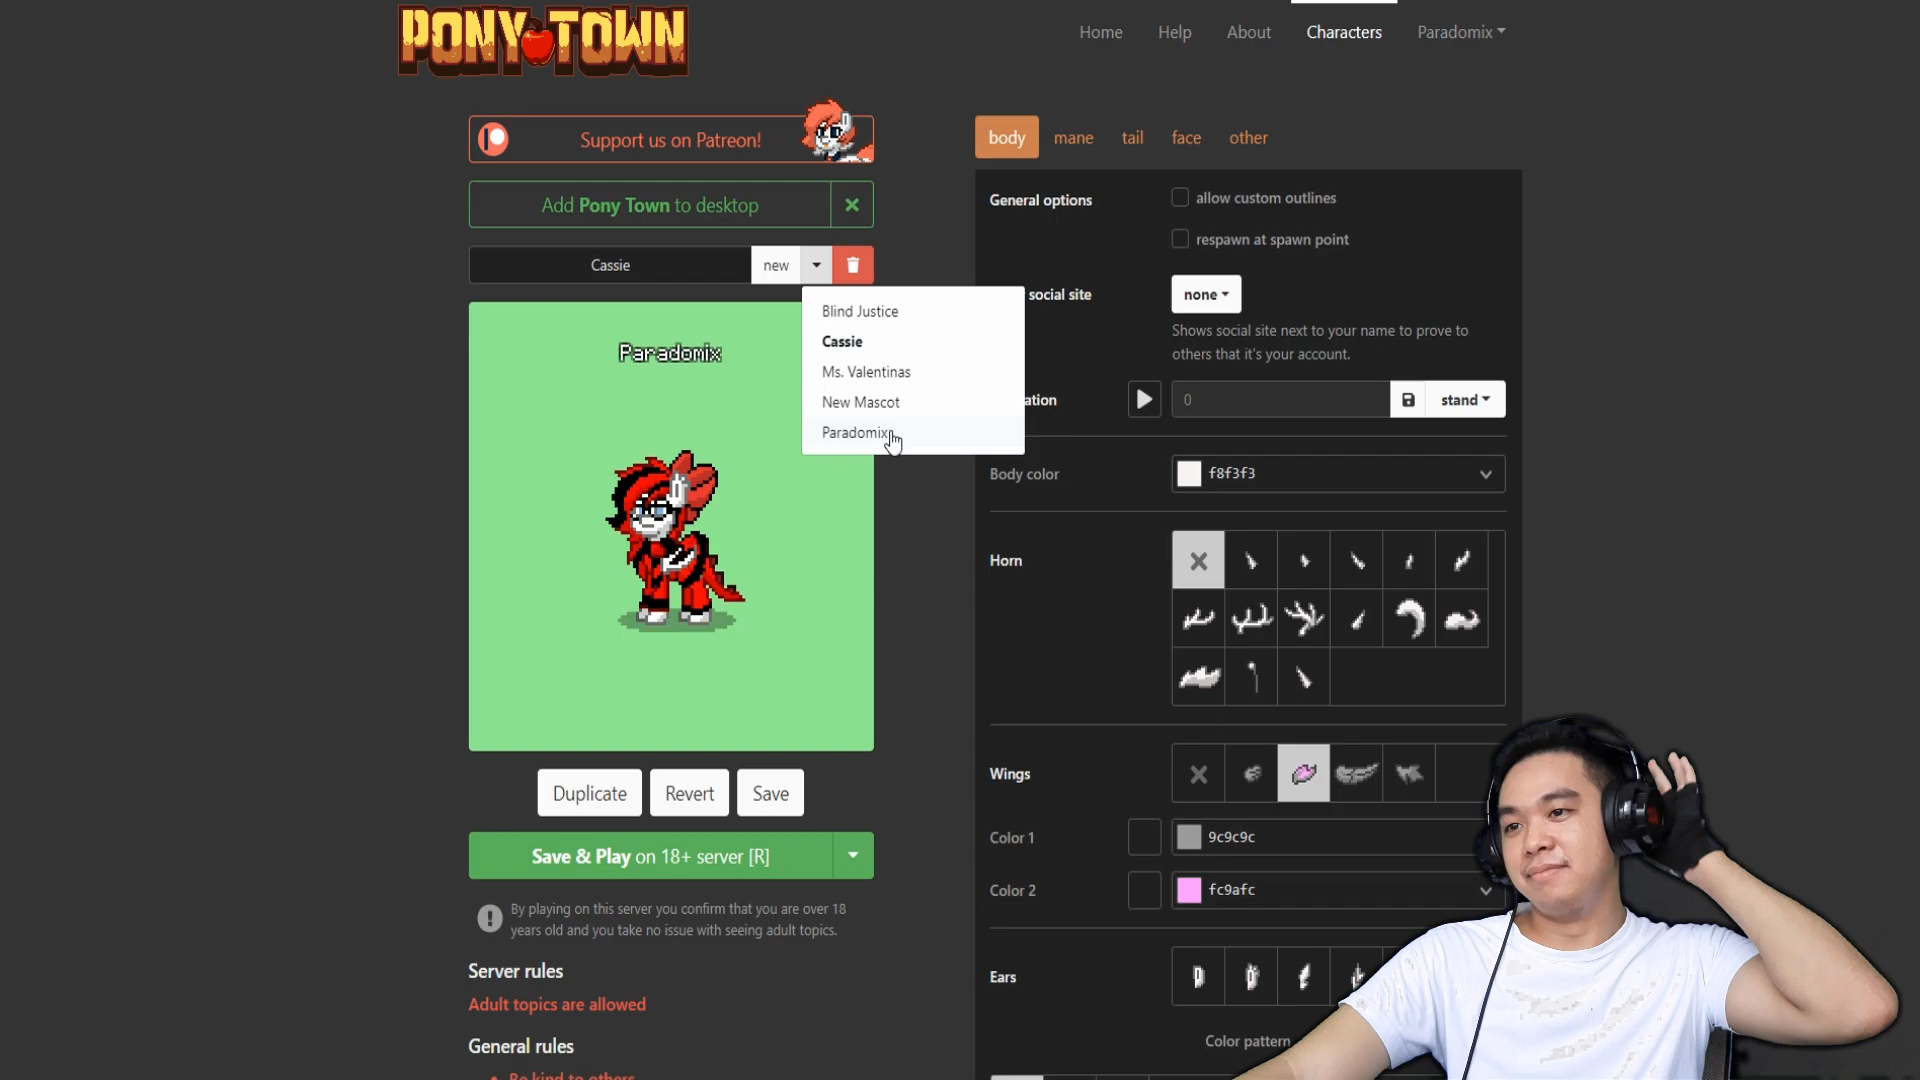 PONY TOWN
Home
Help
About
Characters
Paradomix
Support us on Patreon!
Add Pony Town to desktop
Cassie
new
Blind Justice
Cassie
Ms. Valentinas
New Mascot
Paradomix
Paradomix
Duplicate
Revert
Save
Save & Play on 18+ server [R]
By playing on this server you confirm that you are over 18
years old and you take no issue with seeing adult topics.
Server rules
Adult topics are allowed
General rules
Be kind to others
body
mane
tail
face
other
General options
allow custom outlines
respawn at spawn point
social site
none
Shows social site next to your name to prove to
others that it's your account.
ation
0
stand
Body color
f8f3f3
Horn
Wings
Color 1
9c9c9c
Color 2
fc9afc
Ears
Color pattern